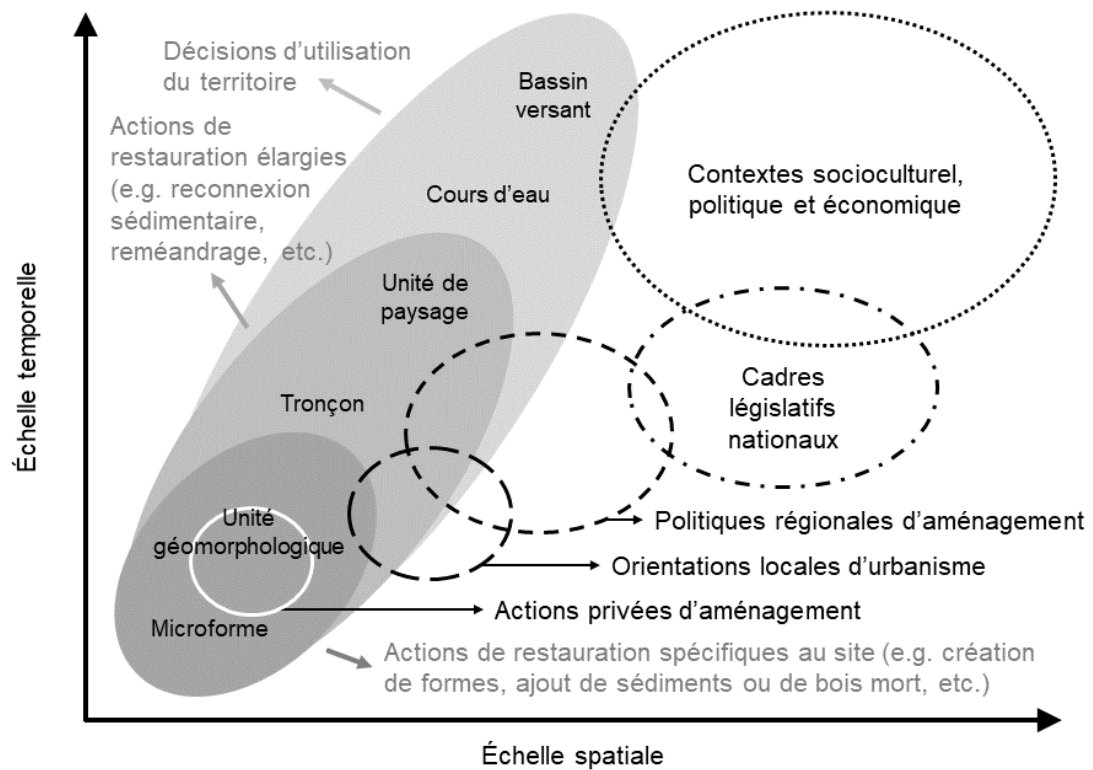 Décisions d'utilisation
du territoire
Actions de
restauration élargies
(e.g. reconnexion
sédimentaire,
reméandrage, etc.)
Bassin
versant
Cours d'eau
Unité de
paysage
Tronçon
Unité
géomorphologique
Microforme
Contextes socioculturel,
politique et économique
Cadres
législatifs
nationaux
Politiques régionales d'aménagement
Orientations locales d'urbanisme
Actions privées d'aménagement
Actions de restauration spécifiques au site (e.g. création
de formes, ajout de sédiments ou de bois mort, etc.)
Échelle temporelle
Échelle spatiale